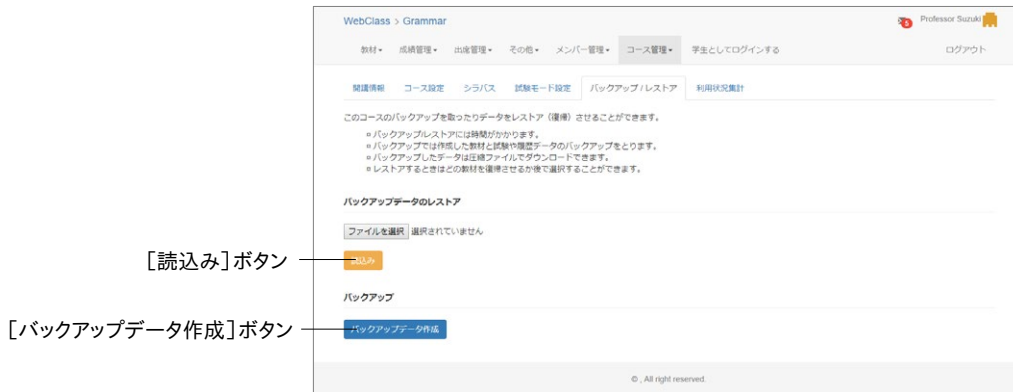 WebClass > Grammar
5 Professor Suzuki
教材 成績管理 出席管理 その他 メンバー管理 コース管理 学生としてログインする ログアウト
開講情報 コース設定 シラバス 試験モード設定 バックアップ / レストア 利用状況集計
このコースのバックアップを取ったりデータをレストア（復帰）させることができます。
バックアップ/レストアには時間がかかります。
バックアップでは作成した教材と試験や履歴データのバックアップをとります。
バックアップしたデータは圧縮ファイルでダウンロードできます。
レストアするときはどの教材を復帰させるか後で選択することができます。
バックアップデータのレストア
ファイルを選択 選択されていません
[読込み]ボタン
読込み
バックアップ
[バックアップデータ作成]ボタン
バックアップデータ作成
© , All right reserved.